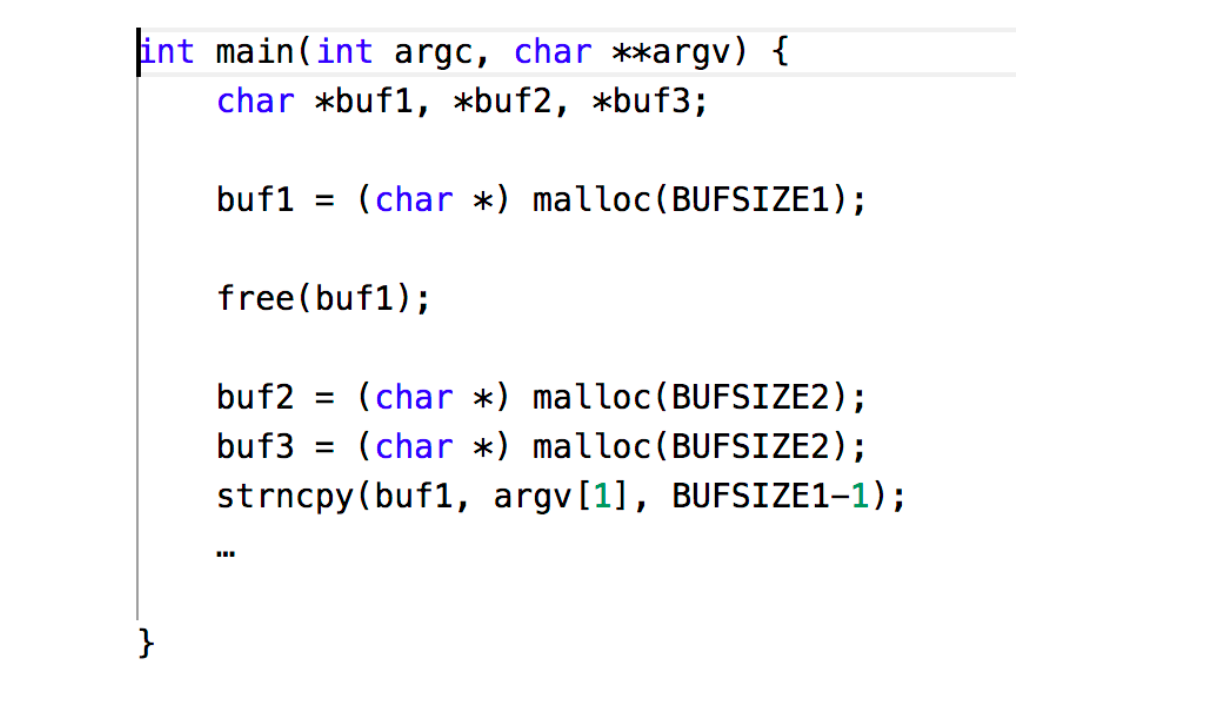 int main(int argc, char **argv) {
char *buf1, *buf2, *buf3;
buf1 = (char *) malloc(BUFSIZE1);
free(buf1);
buf2 = (char *) malloc(BUFSIZE2);
buf3 = (char *) malloc(BUFSIZE2);
strncpy(buf1, argv[1], BUFSIZE1–1);
…
}